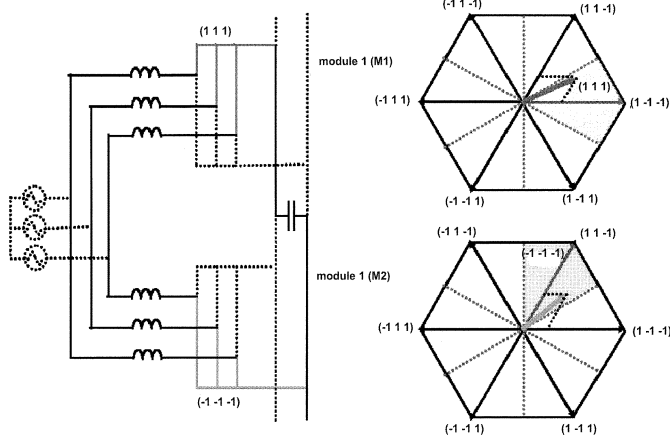 (1 1 1)
module 1 (M1)
(-1 1 -1)
(1 1 -1)
(-1 1 1)
(1 1 1)
(1 -1 -1)
(-1 -1 1)
(1 -1 1)
module 1 (M2)
(-1 -1 -1)
(-1 1 -1)
(1 1 -1)
(-1 -1 -1)
(-1 1 1)
(1 -1 -1)
(-1 -1 1)
(1 -1 1)